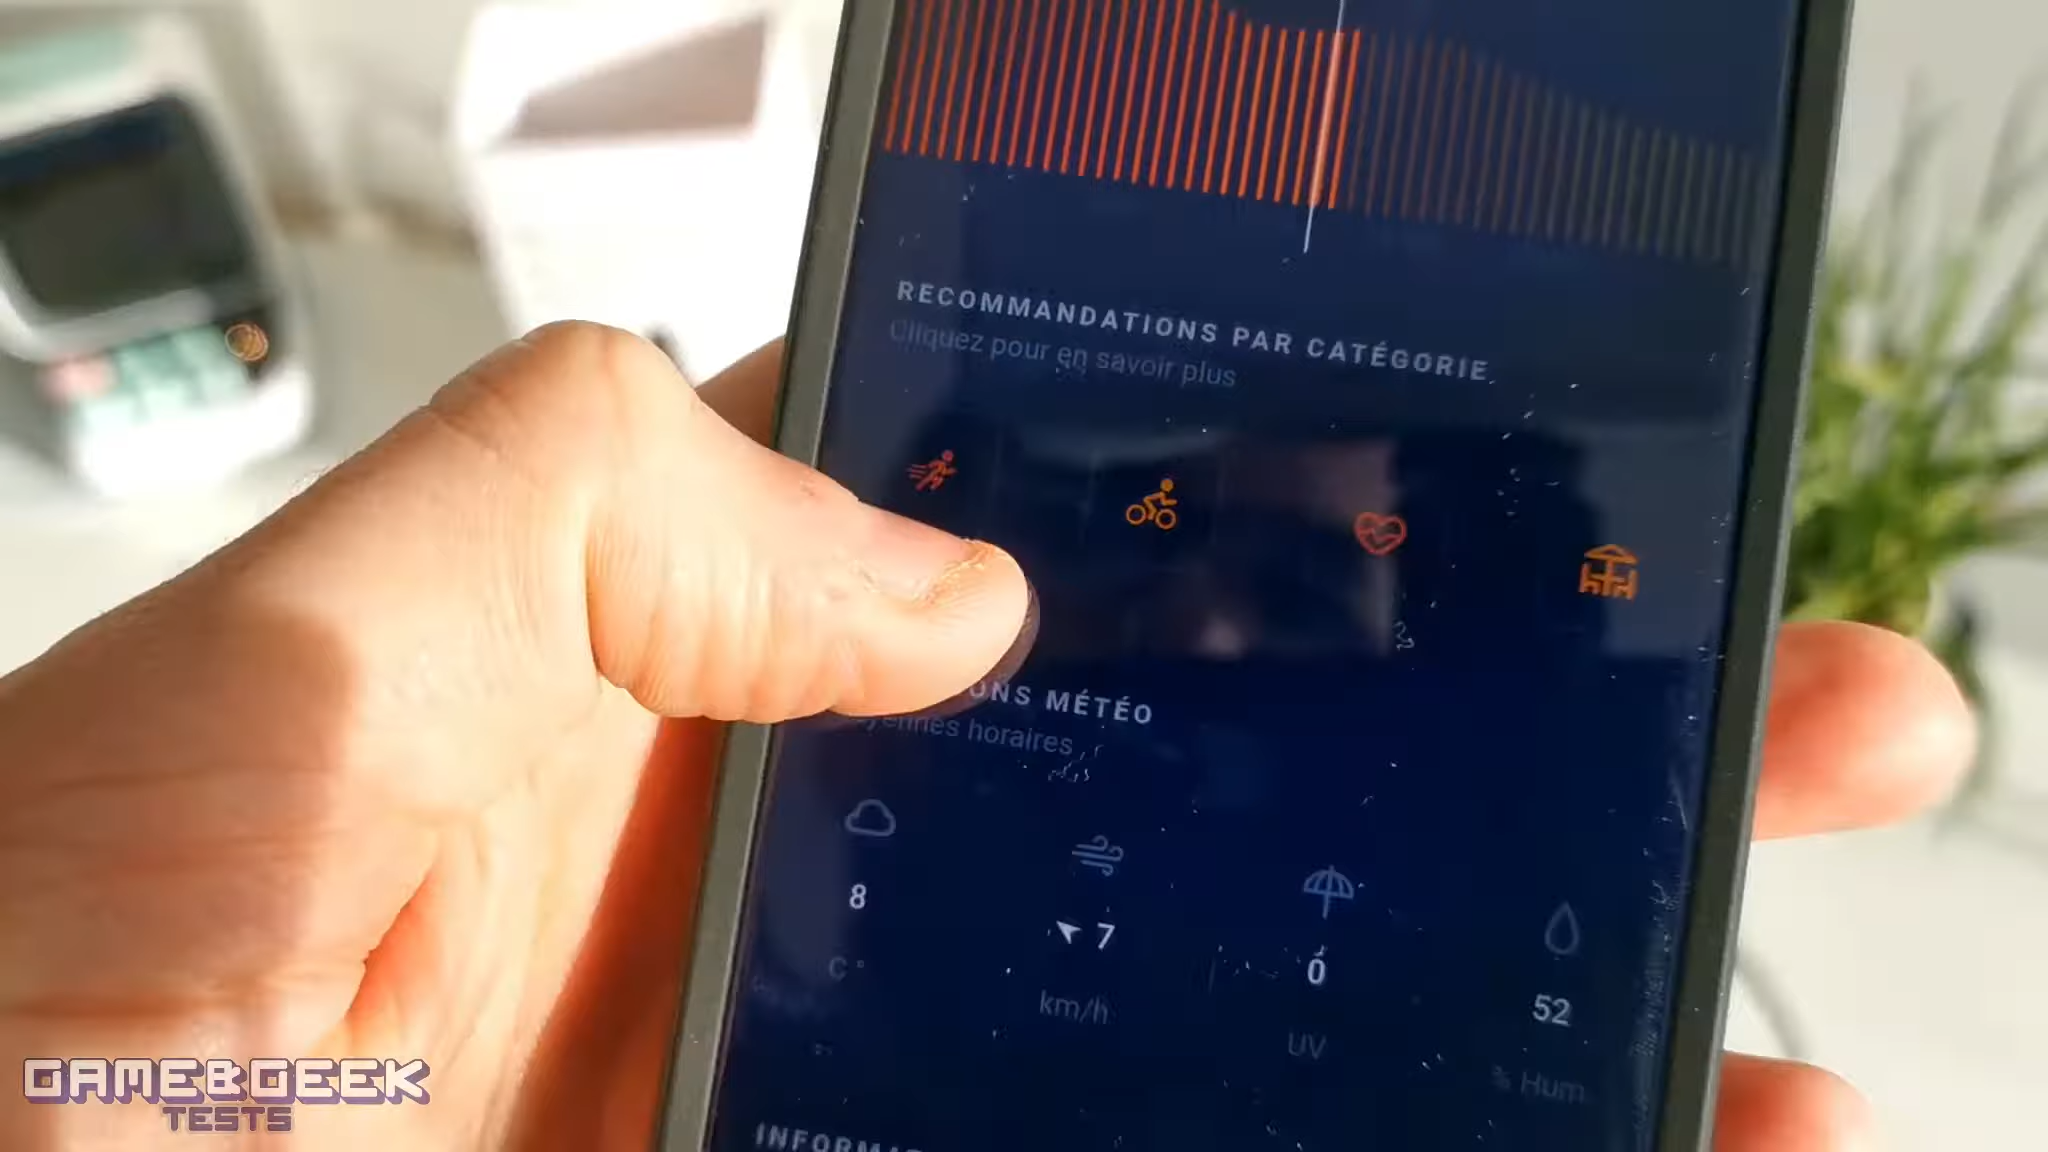 RECOMMANDATIONS PAR CATÉGORIE
Cliquez pour en savoir plus
ONS MÉTÉO
yennes horaires
8
7
0
52
C°
km/h
UV
% Hum.
GAME&GEEK
TESTS
INFORMA